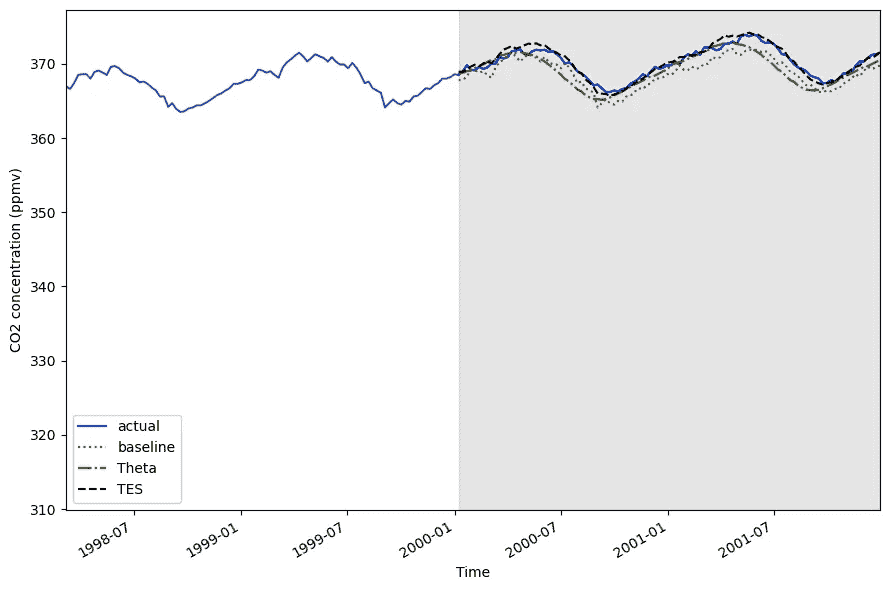 CO2 concentration (ppmv)
370
360
350
340
330
320
310
actual
baseline
Theta
TES
1998-07
1999-01
1999-07
2000-01
2000-07
2001-01
2001-07
Time